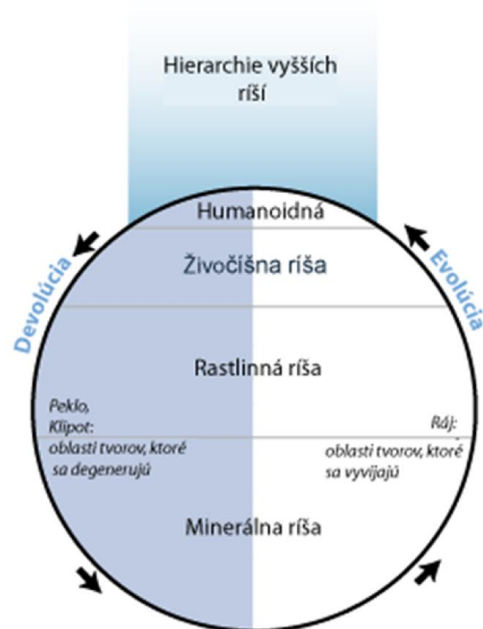 Hierarchie vyšších
ríší
Humanoidná
Živočíšna ríša
Devolúcia
Evolúcia
Rastlinná ríša
Peklo,
Klipot:
oblasti tvorov, ktoré
sa degenerujú
Ráj:
oblasti tvorov, ktoré
sa vyvíjajú
Minerálna ríša